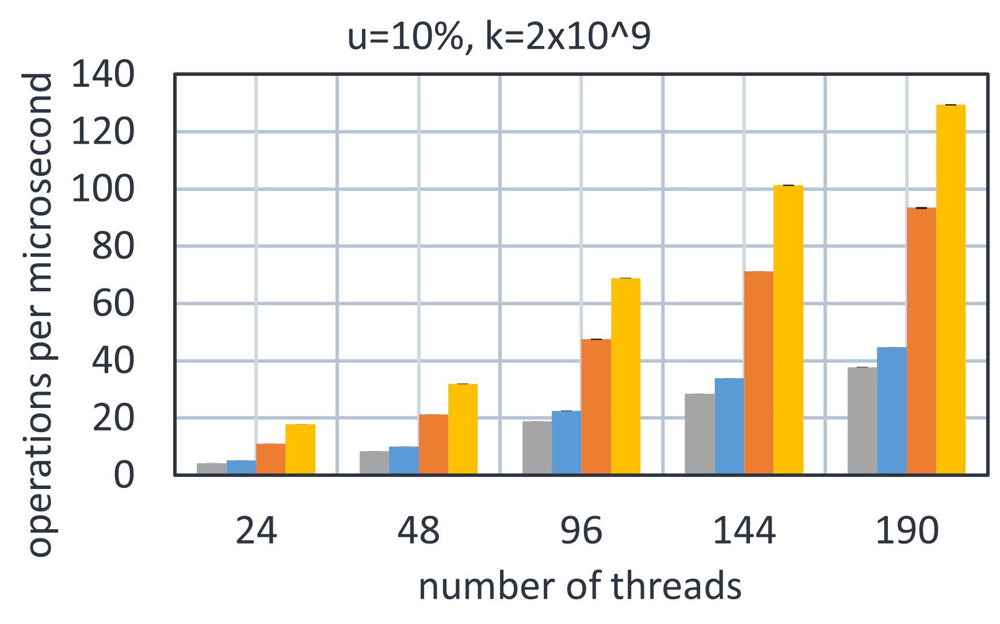 u=10%, k=2x10^9
operations per microsecond
140
120
100
80
60
40
20
0
24 48 96 144 190
number of threads